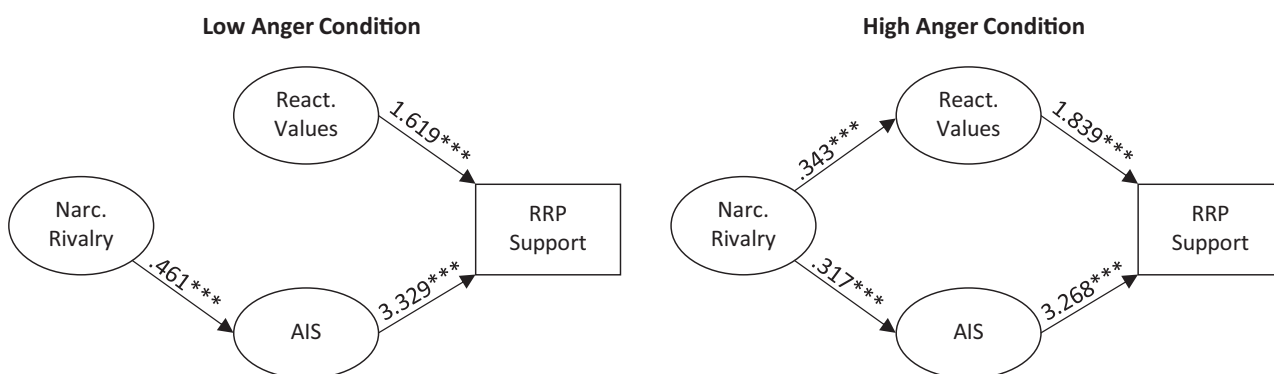 Low Anger Condition
React.
Values
1.619***
Narc.
Rivalry
RRP
Support
.461***
3.329***
AIS
High Anger Condition
React.
Values
.343***
1.839***
Narc.
Rivalry
RRP
Support
.317***
3.268***
AIS